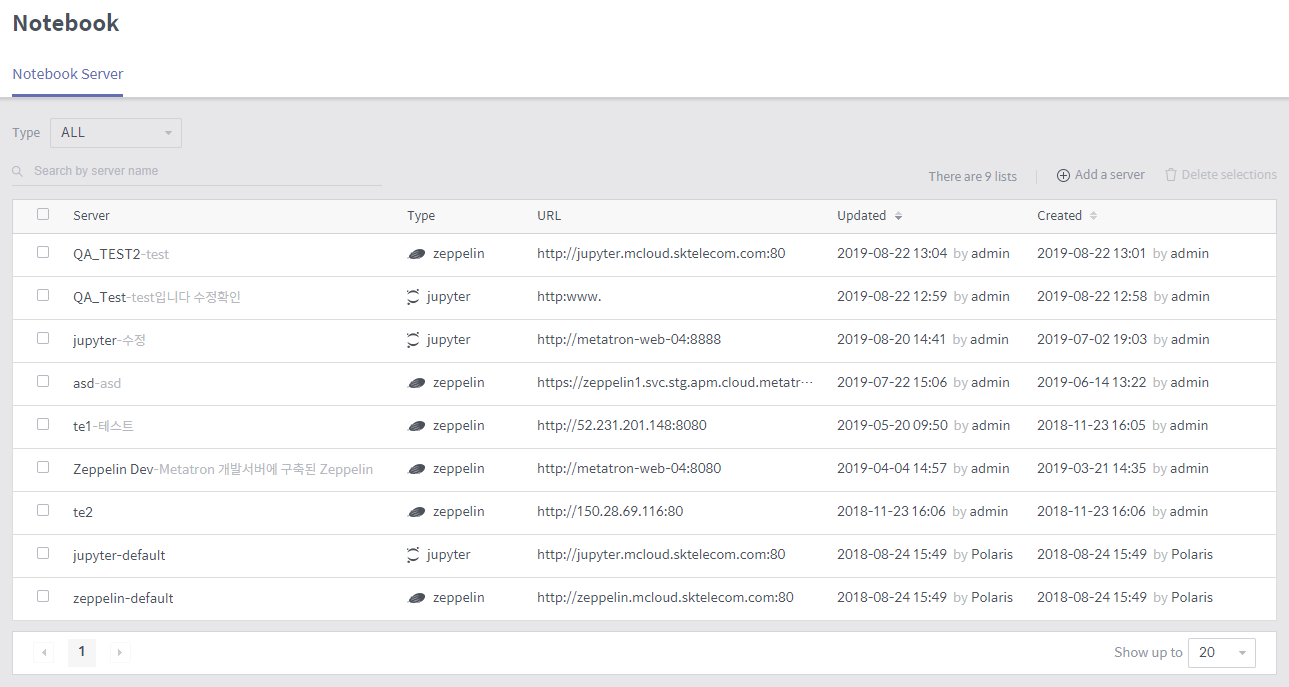 Notebook
Notebook Server
Type ALL
Search by server name There are 9 lists Add a server Delete selections
Server Type URL Updated Created
QA_TEST2-test zeppelin http://jupyter.mcloud.sktelecom.com:80 2019-08-22 13:04 by admin 2019-08-22 13:01 by admin
QA_Test-test입니다 수정확인 jupyter http:www. 2019-08-22 12:59 by admin 2019-08-22 12:58 by admin
jupyter-수정 jupyter http://metatron-web-04:8888 2019-08-20 14:41 by admin 2019-07-02 19:03 by admin
asd-asd zeppelin https://zeppelin1.svc.stg.apm.cloud.metatr··· 2019-07-22 15:06 by admin 2019-06-14 13:22 by admin
te1-테스트 zeppelin http://52.231.201.148:8080 2019-05-20 09:50 by admin 2018-11-23 16:05 by admin
Zeppelin Dev-Metatron 개발서버에 구축된 Zeppelin zeppelin http://metatron-web-04:8080 2019-04-04 14:57 by admin 2019-03-21 14:35 by admin
te2 zeppelin http://150.28.69.116:80 2018-11-23 16:06 by admin 2018-11-23 16:06 by admin
jupyter-default jupyter http://jupyter.mcloud.sktelecom.com:80 2018-08-24 15:49 by Polaris 2018-08-24 15:49 by Polaris
zeppelin-default zeppelin http://zeppelin.mcloud.sktelecom.com:80 2018-08-24 15:49 by Polaris 2018-08-24 15:49 by Polaris
1 Show up to 20